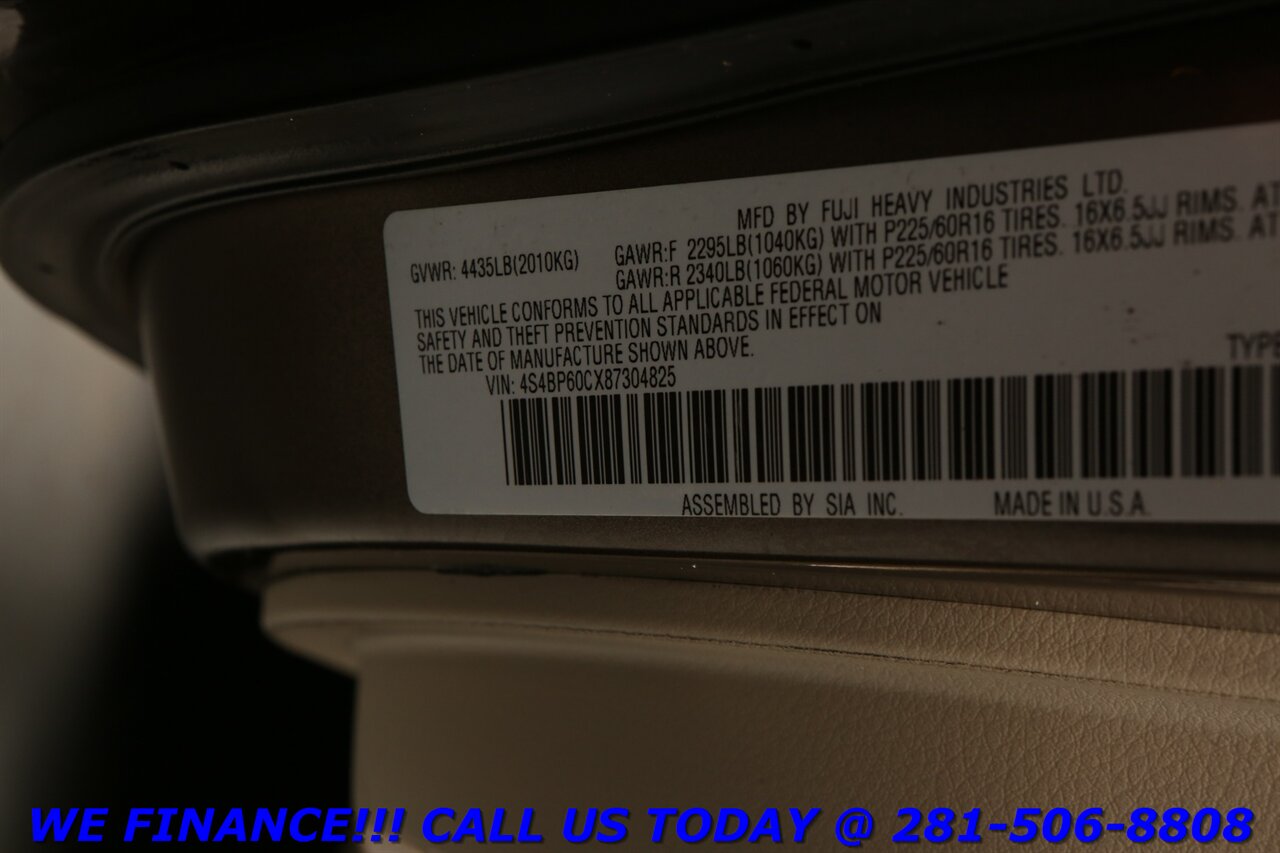 MFD BY FUJI HEAVY INDUSTRIES LTD.
GVWR: 4435LB(2010KG) GAWR:F 2295LB(1040KG) WITH P225/60R16 TIRES. 16X6.5JJ RIMS. AT
GAWR:R 2340LB(1060KG) WITH P225/60R16 TIRES. 16X6.5JJ RIMS. AT
THIS VEHICLE CONFORMS TO ALL APPLICABLE FEDERAL MOTOR VEHICLE
SAFETY AND THEFT PREVENTION STANDARDS IN EFFECT ON
THE DATE OF MANUFACTURE SHOWN ABOVE.
VIN: 4S4BP60CX87304825
TYPE
ASSEMBLED BY SIA INC. MADE IN U.S.A.
WE FINANCE!!! CALL US TODAY @ 281-506-8808